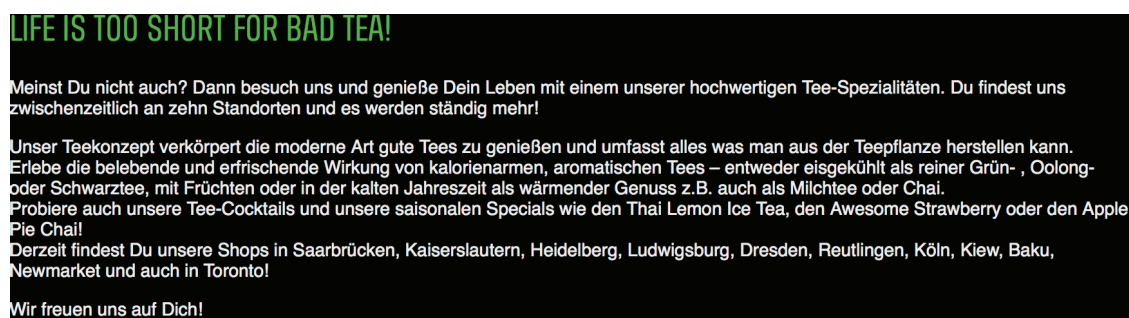 LIFE IS TOO SHORT FOR BAD TEA!
Meinst Du nicht auch? Dann besuch uns und genieße Dein Leben mit einem unserer hochwertigen Tee-Spezialitäten. Du findest uns
zwischenzeitlich an zehn Standorten und es werden ständig mehr!
Unser Teekonzept verkörpert die moderne Art gute Tees zu genießen und umfasst alles was man aus der Teepflanze herstellen kann.
Erlebe die belebende und erfrischende Wirkung von kalorienarmen, aromatischen Tees – entweder eisgekühlt als reiner Grün- , Oolong-
oder Schwarztee, mit Früchten oder in der kalten Jahreszeit als wärmender Genuss z.B. auch als Milchtee oder Chai.
Probiere auch unsere Tee-Cocktails und unsere saisonalen Specials wie den Thai Lemon Ice Tea, den Awesome Strawberry oder den Apple
Pie Chai!
Derzeit findest Du unsere Shops in Saarbrücken, Kaiserslautern, Heidelberg, Ludwigsburg, Dresden, Reutlingen, Köln, Kiew, Baku,
Newmarket und auch in Toronto!
Wir freuen uns auf Dich!